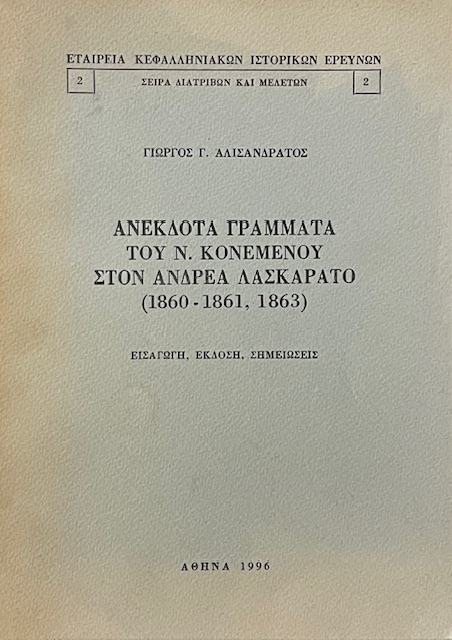 ΕΤΑΙΡΕΙΑ ΚΕΦΑΛΛΗΝΙΑΚΩΝ ΙΣΤΟΡΙΚΩΝ ΕΡΕΥΝΩΝ
2 ΣΕΙΡΑ ΔΙΑΤΡΙΒΩΝ ΚΑΙ ΜΕΛΕΤΩΝ 2
ΓΙΩΡΓΟΣ Γ. ΑΛΙΣΑΝΔΡΑΤΟΣ
ΑΝΕΚΔΟΤΑ ΓΡΑΜΜΑΤΑ
ΤΟΥ Ν. ΚΟΝΕΜΕΝΟΥ
ΣΤΟΝ ΑΝΔΡΕΑ ΛΑΣΚΑΡΑΤΟ
(1860 - 1861, 1863)
ΕΙΣΑΓΩΓΗ, ΕΚΔΟΣΗ, ΣΗΜΕΙΩΣΕΙΣ
ΑΘΗΝΑ 1996